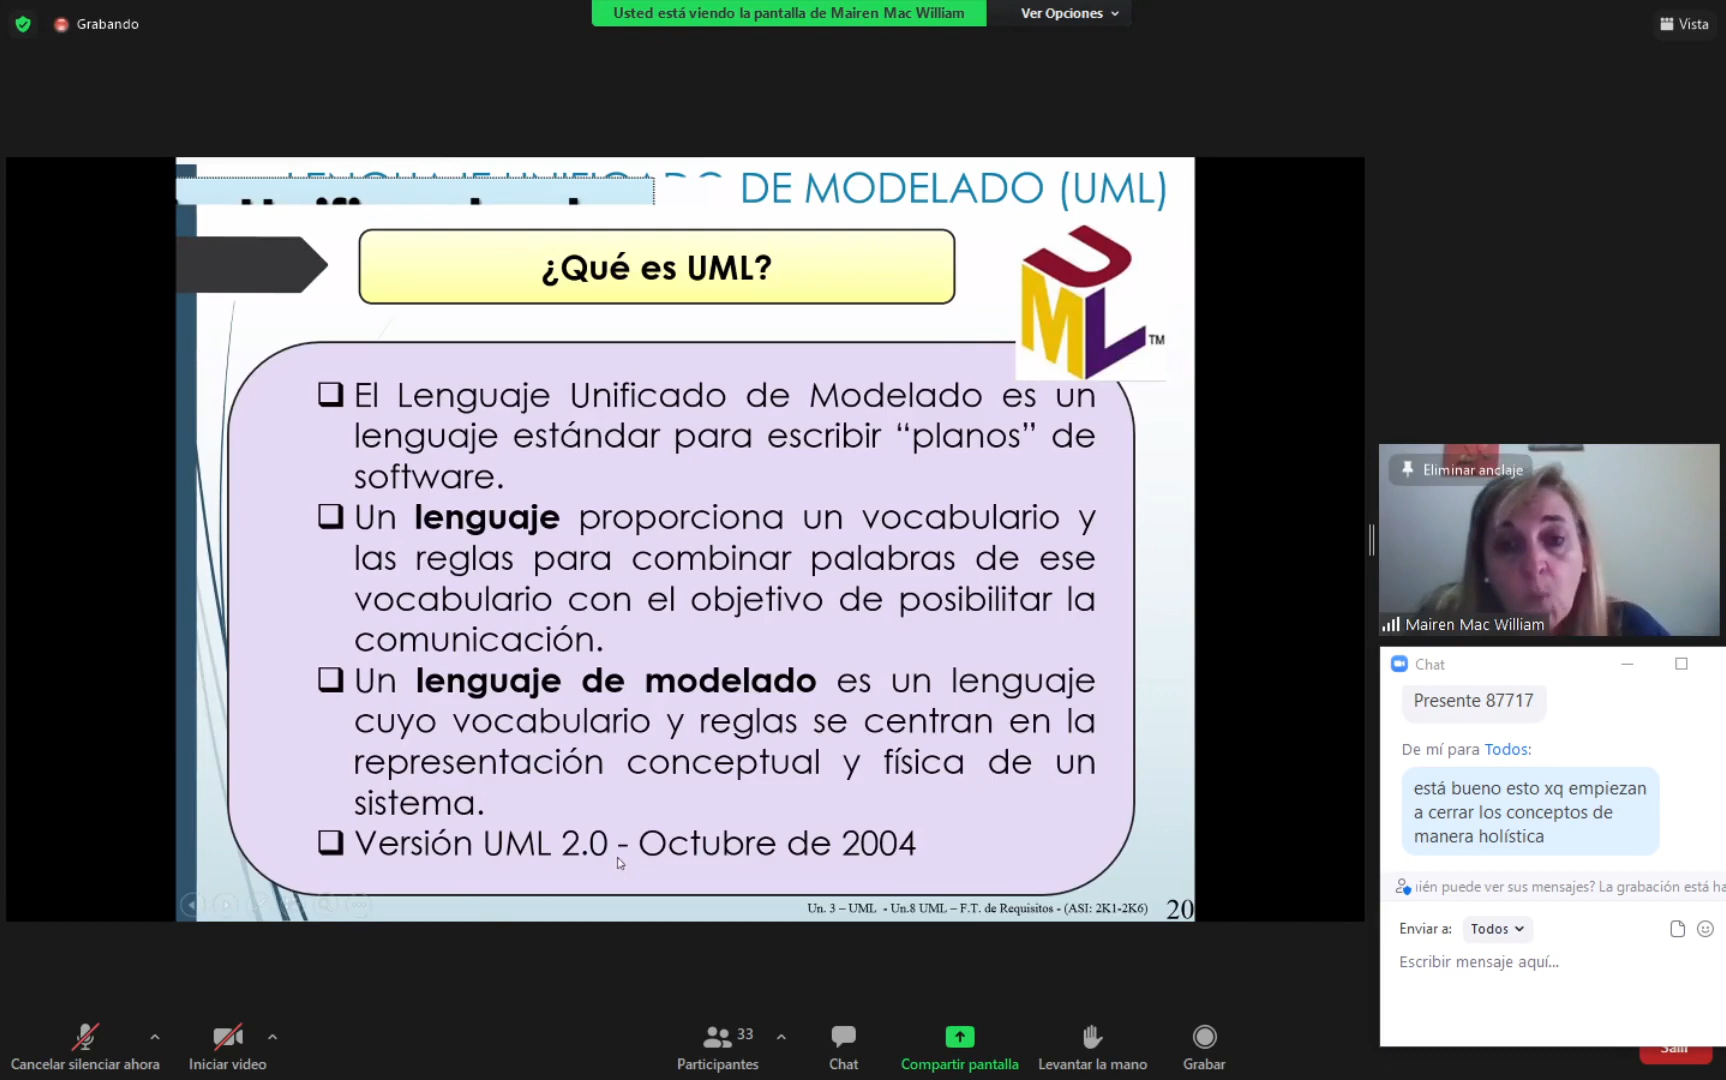 Grabando
Usted está viendo la pantalla de Mairen Mac William
Ver Opciones
Vista
DE MODELADO (UML)
¿Qué es UML?
UML
TM
El Lenguaje Unificado de Modelado es un
lenguaje estándar para escribir “planos” de
software.
Un lenguaje proporciona un vocabulario y
las reglas para combinar palabras de ese
vocabulario con el objetivo de posibilitar la
comunicación.
Un lenguaje de modelado es un lenguaje
cuyo vocabulario y reglas se centran en la
representación conceptual y física de un
sistema.
Versión UML 2.0 - Octubre de 2004
Un. 3 – UML - Un.8 UML – F.T. de Requisitos - (ASI: 2K1-2K6)
20
Eliminar anclaje
Mairen Mac William
Chat
Presente 87717
De mí para Todos:
está bueno esto xq empiezan
a cerrar los conceptos de
manera holística
ién puede ver sus mensajes? La grabación está ha
Enviar a: Todos
Escribir mensaje aquí...
Cancelar silenciar ahora
Iniciar video
33
Participantes
Chat
Compartir pantalla
Levantar la mano
Grabar